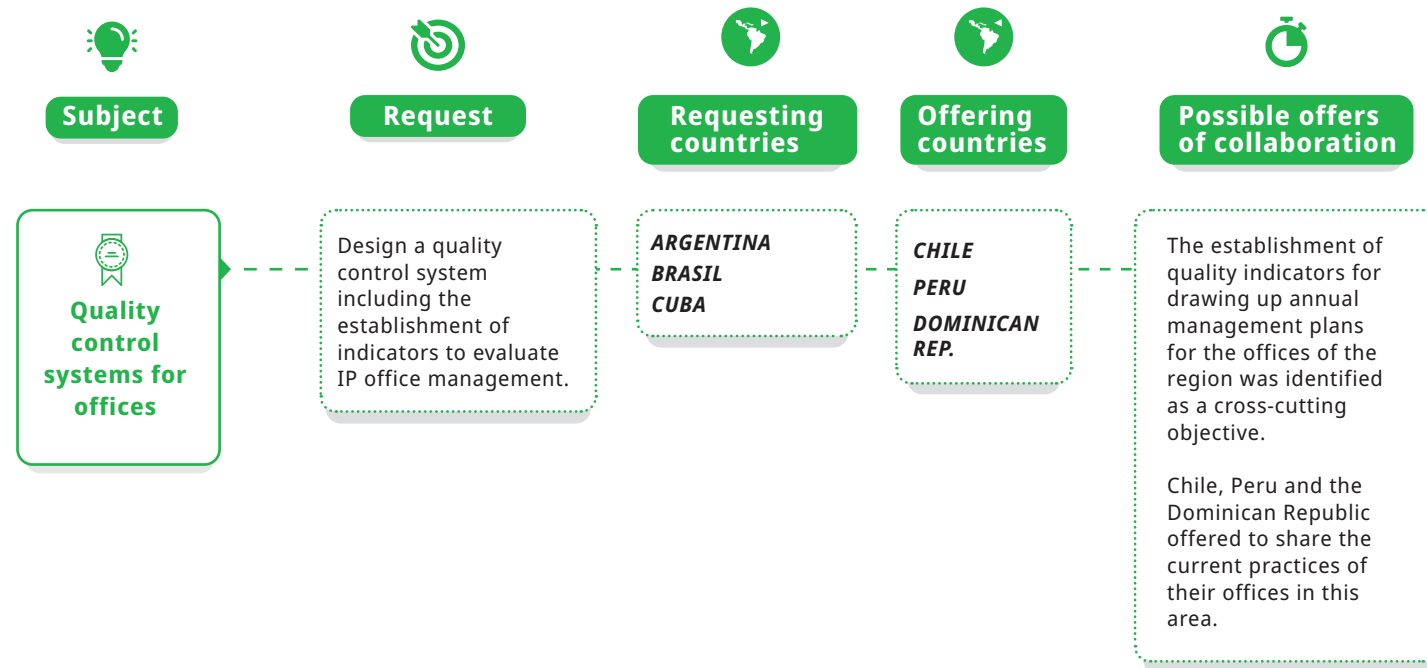 Subject
Request
Requesting
countries
Offering
countries
Possible offers
of collaboration
Quality
control
systems for
offices
Design a quality
control system
including the
establishment of
indicators to evaluate
IP office management.
ARGENTINA
BRASIL
CUBA
CHILE
PERU
DOMINICAN
REP.
The establishment of
quality indicators for
drawing up annual
management plans
for the offices of the
region was identified
as a cross-cutting
objective.
Chile, Peru and the
Dominican Republic
offered to share the
current practices of
their offices in this
area.